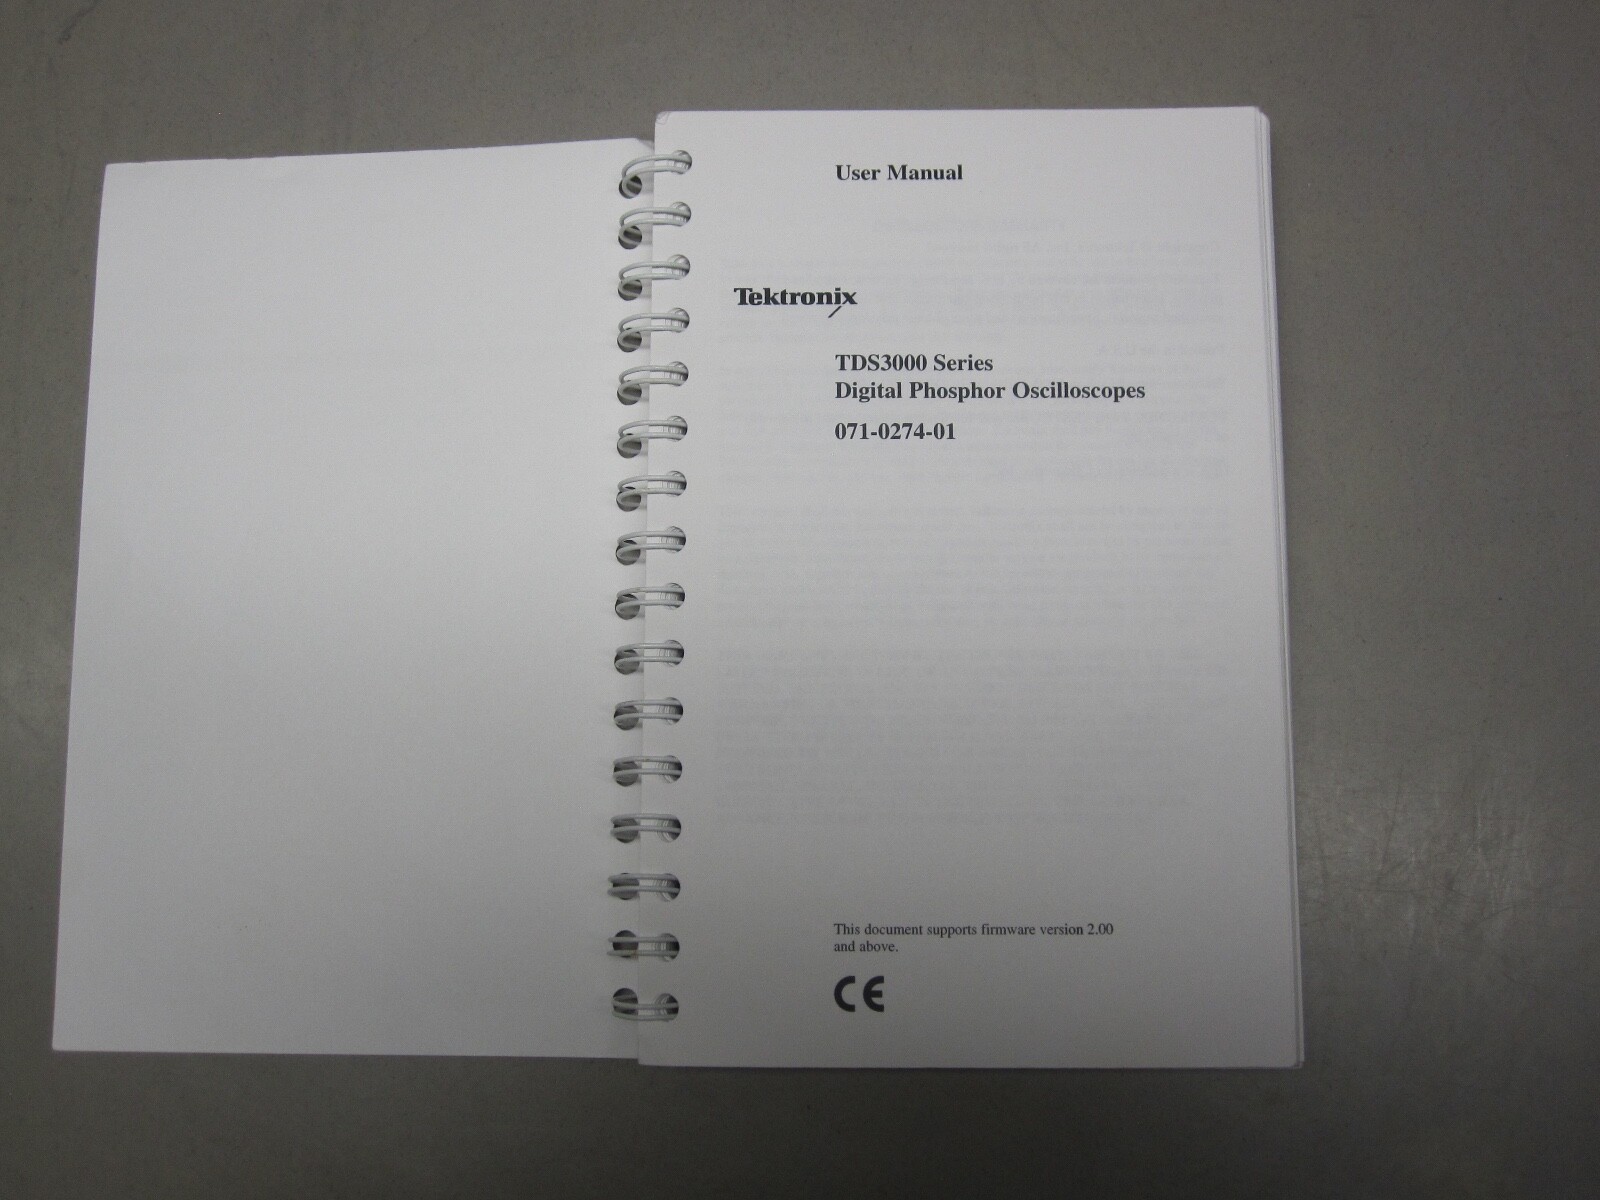 User Manual
Tektronix
TDS3000 Series
Digital Phosphor Oscilloscopes
071-0274-01
This document supports firmware version 2.00
and above.
CE